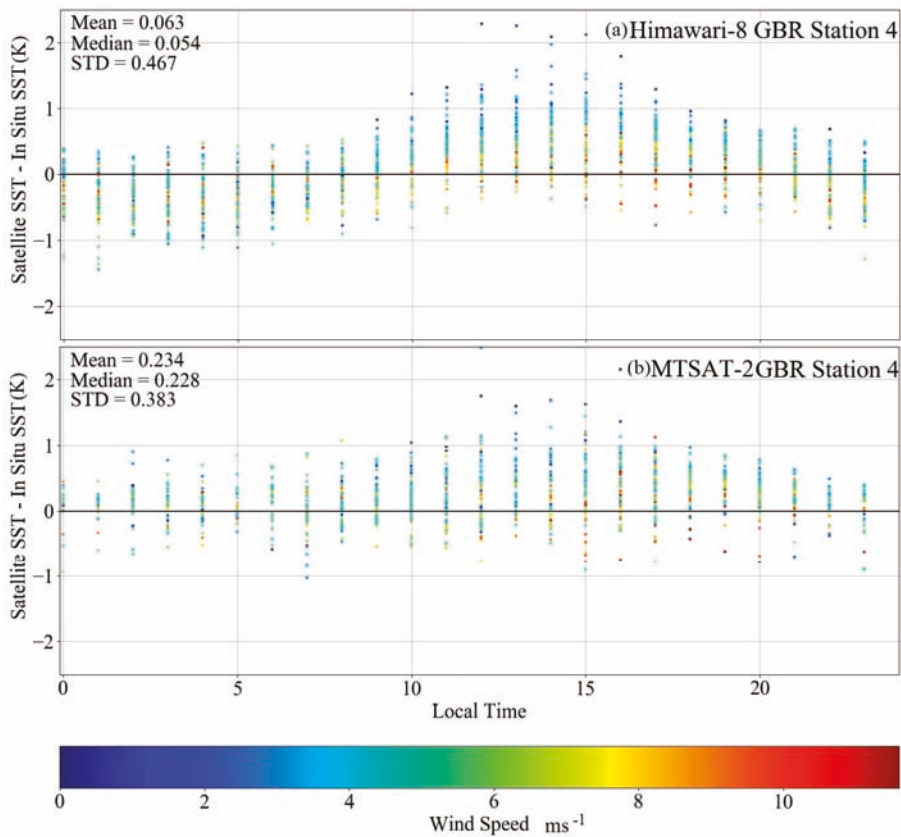 Mean = 0.063
Median = 0.054
STD = 0.467
(a)Himawari-8 GBR Station 4
Satellite SST - In Situ SST(K)
2
1
0
−1
−2
Mean = 0.234
Median = 0.228
STD = 0.383
(b)MTSAT-2GBR Station 4
Satellite SST - In Situ SST(K)
2
1
0
−1
−2
0 5 10 15 20
Local Time
0 2 4 6 8 10
Wind Speed ms⁻¹